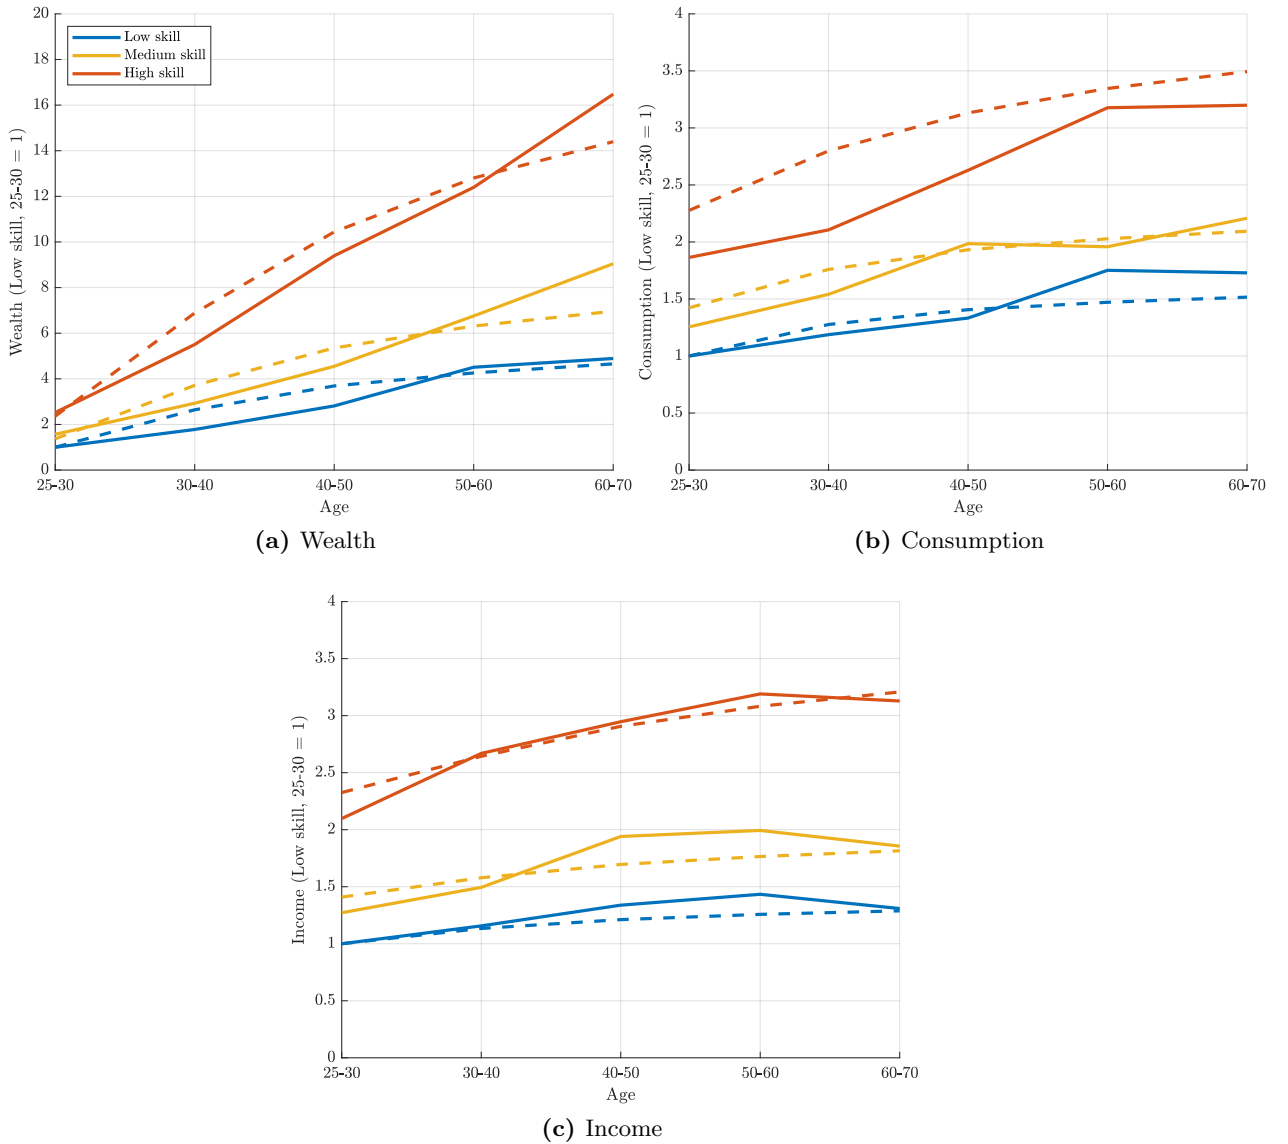 20
18
16
14
12
10
8
6
4
2
0
Wealth (Low skill, 25-30 = 1)
Low skill
Medium skill
High skill
25-30 30-40 40-50 50-60 60-70
Age
(a) Wealth
4
3.5
3
2.5
2
1.5
1
0.5
0
Consumption (Low skill, 25-30 = 1)
25-30 30-40 40-50 50-60 60-70
Age
(b) Consumption
4
3.5
3
2.5
2
1.5
1
0.5
0
Income (Low skill, 25-30 = 1)
25-30 30-40 40-50 50-60 60-70
Age
(c) Income